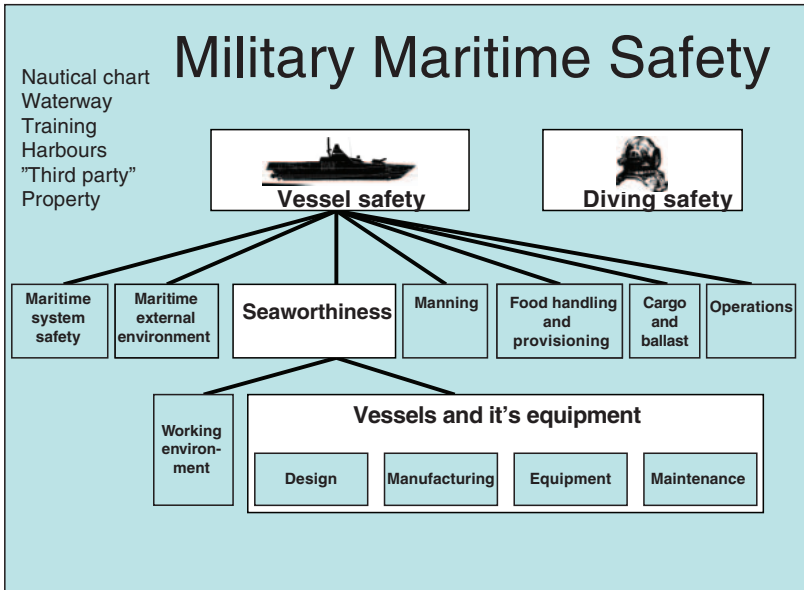 Military Maritime Safety
Nautical chart
Waterway
Training
Harbours
”Third party”
Property
Vessel safety
Diving safety
Maritime
system
safety
Maritime
external
environment
Seaworthiness
Manning
Food handling
and
provisioning
Cargo
and
ballast
Operations
Working
environ-
ment
Vessels and it's equipment
Design
Manufacturing
Equipment
Maintenance